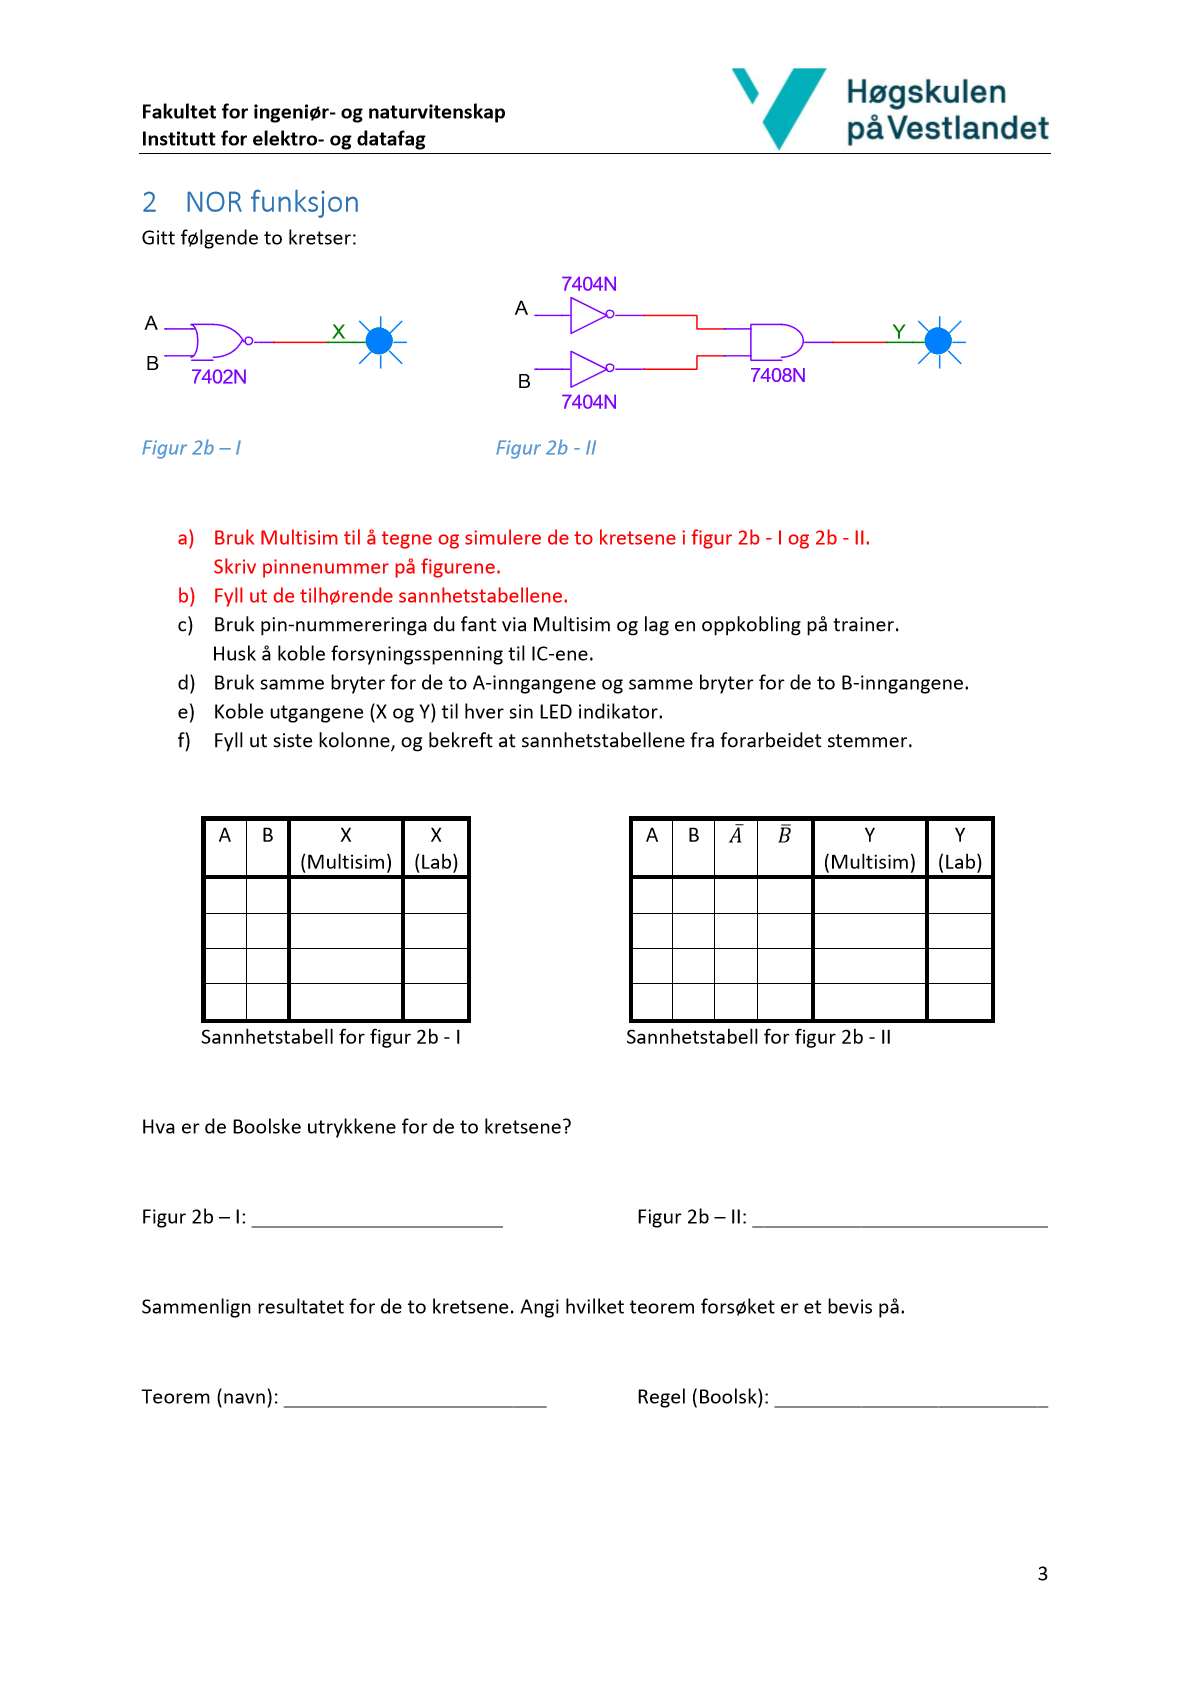 Fakultet for ingeniør- og naturvitenskap
Institutt for elektro- og datafag
Høgskulen
på Vestlandet
2 NOR funksjon
Gitt følgende to kretser:
A
B
7402N
X
A
B
7404N
7404N
7408N
Y
Figur 2b – I
Figur 2b - II
a) Bruk Multisim til å tegne og simulere de to kretsene i figur 2b - I og 2b - II.
Skriv pinnenummer på figurene.
b) Fyll ut de tilhørende sannhetstabellene.
c) Bruk pin-nummereringa du fant via Multisim og lag en oppkobling på trainer.
Husk å koble forsyningsspenning til IC-ene.
d) Bruk samme bryter for de to A-inngangene og samme bryter for de to B-inngangene.
e) Koble utgangene (X og Y) til hver sin LED indikator.
f) Fyll ut siste kolonne, og bekreft at sannhetstabellene fra forarbeidet stemmer.
A B X (Multisim) X (Lab)
A B A̅ B̅ Y (Multisim) Y (Lab)
Sannhetstabell for figur 2b - I
Sannhetstabell for figur 2b - II
Hva er de Boolske utrykkene for de to kretsene?
Figur 2b – I: _______________________
Figur 2b – II: ___________________________
Sammenlign resultatet for de to kretsene. Angi hvilket teorem forsøket er et bevis på.
Teorem (navn): ________________________
Regel (Boolsk): _________________________
3